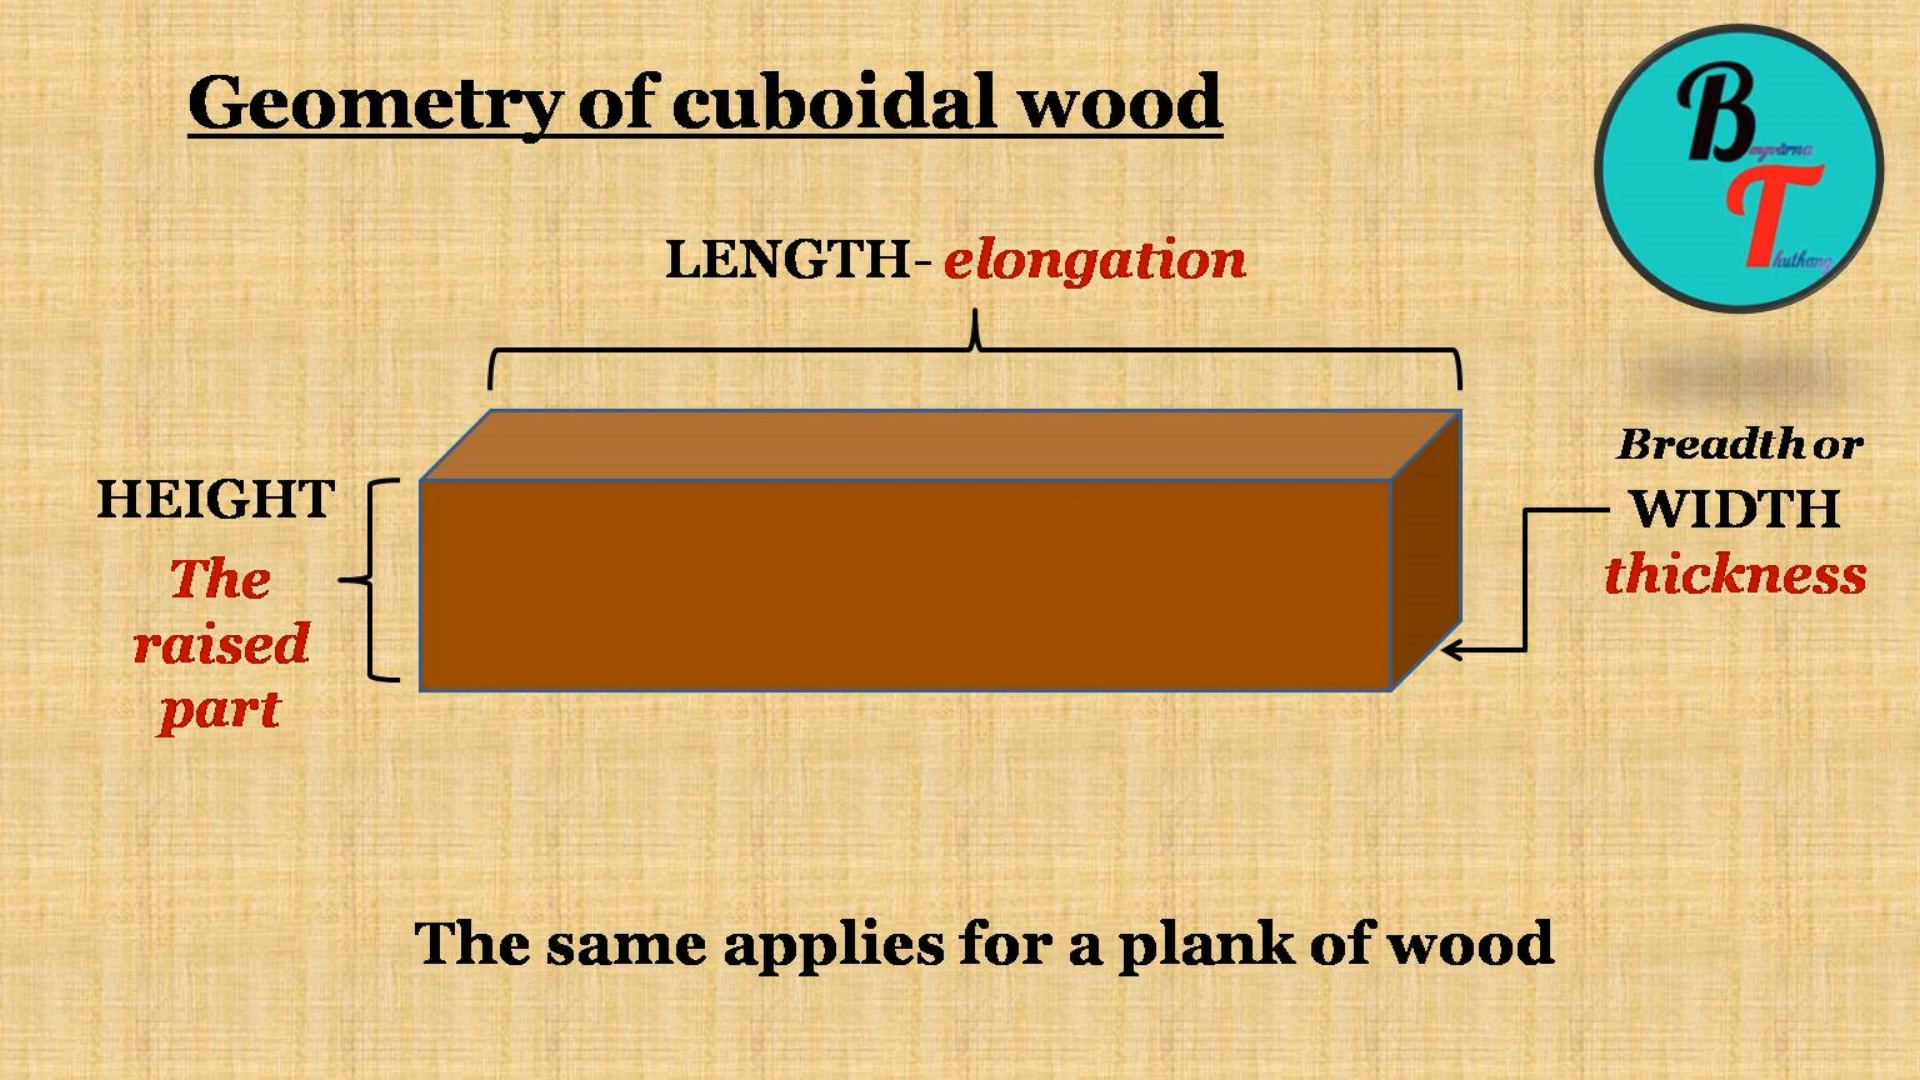 Geometry of cuboidal wood
B
T
huthang
LENGTH- elongation
Breadth or
WIDTH
thickness
HEIGHT
The
raised
part
The same applies for a plank of wood